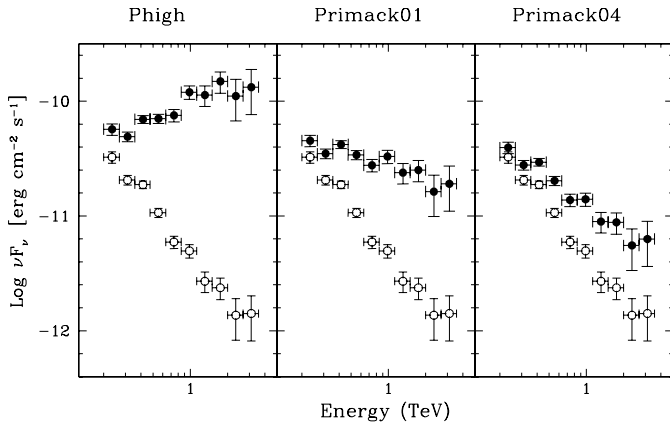 Phigh
Primack01
Primack04
Log νFν [erg cm−2 s−1]
−10
−11
−12
1
1
1
Energy (TeV)